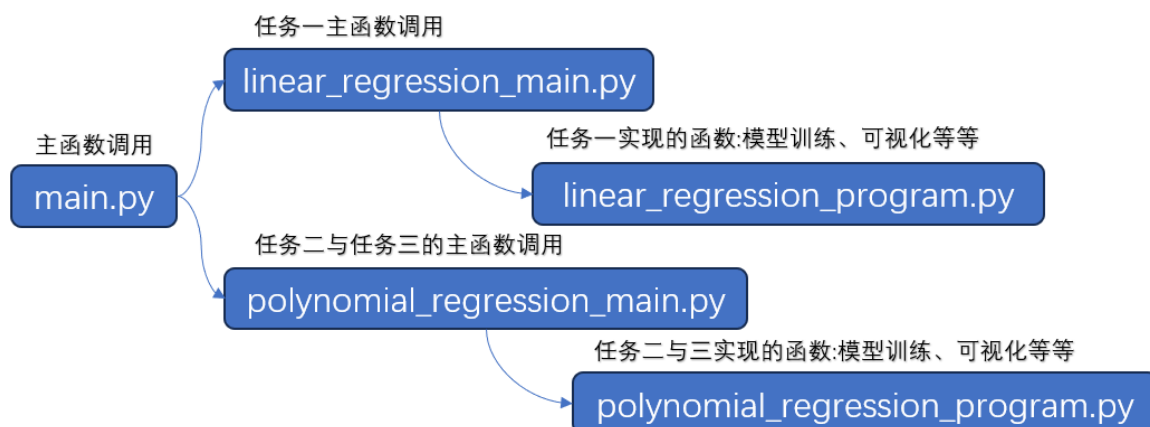 任务一主函数调用
linear_regression_main.py
任务一实现的函数:模型训练、可视化等等
主函数调用
linear_regression_program.py
main.py
任务二与任务三的主函数调用
polynomial_regression_main.py
任务二与三实现的函数:模型训练、可视化等等
polynomial_regression_program.py